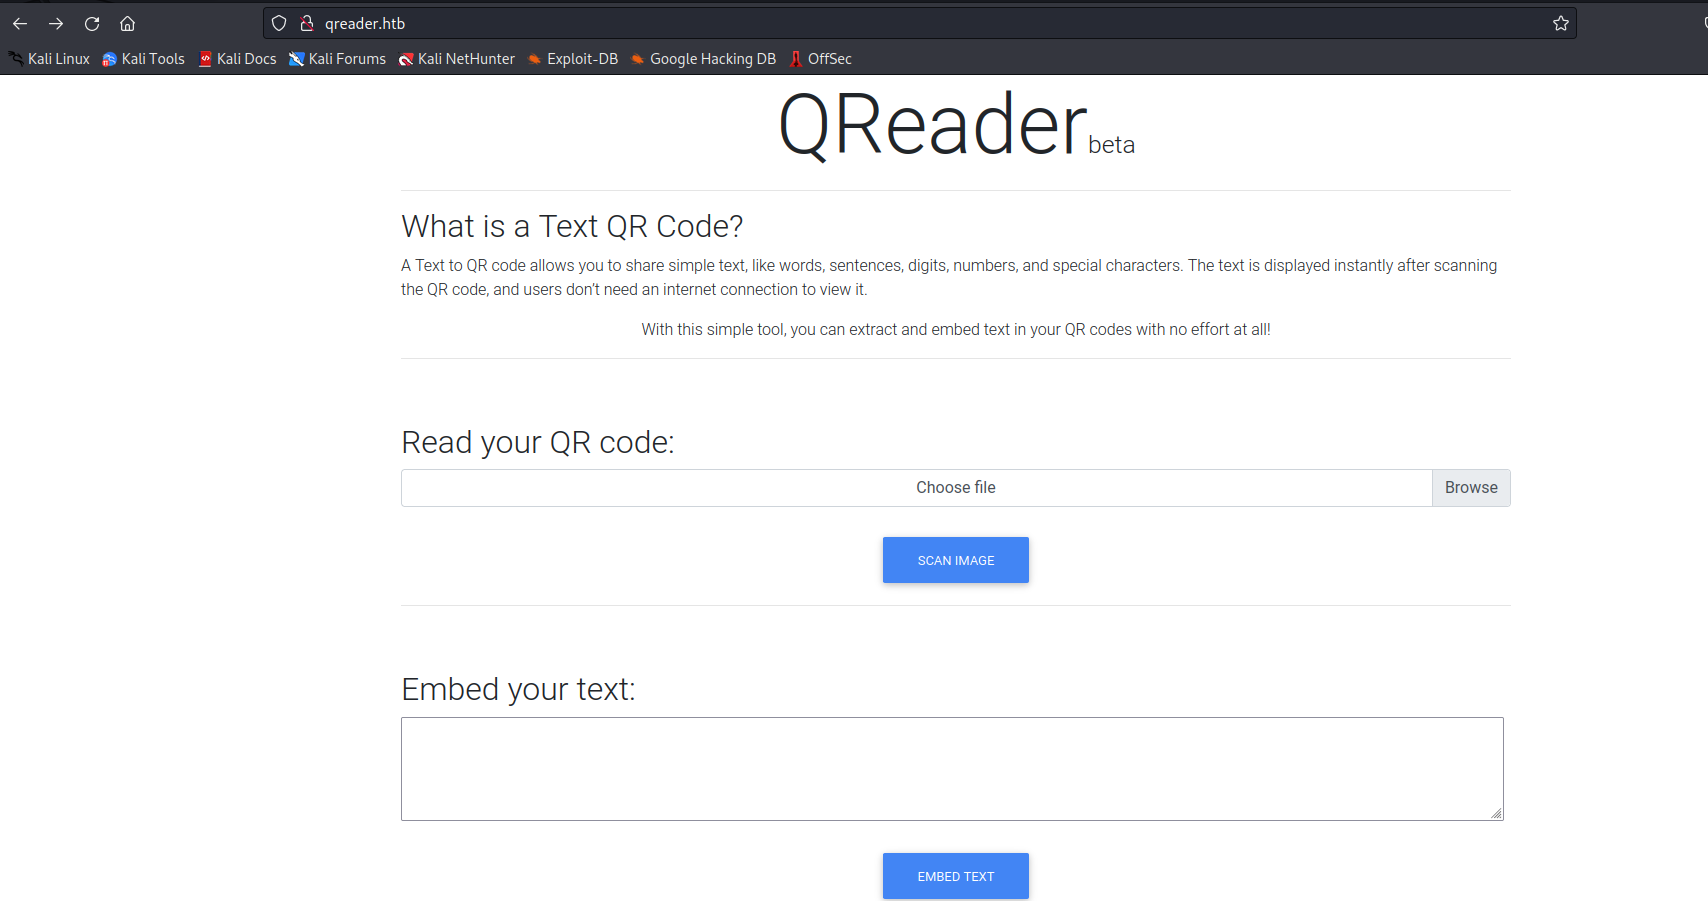 qreader.htb
Kali Linux Kali Tools Kali Docs Kali Forums Kali NetHunter Exploit-DB Google Hacking DB OffSec
QReader beta
What is a Text QR Code?
A Text to QR code allows you to share simple text, like words, sentences, digits, numbers, and special characters. The text is displayed instantly after scanning
the QR code, and users don’t need an internet connection to view it.
With this simple tool, you can extract and embed text in your QR codes with no effort at all!
Read your QR code:
Choose file Browse
SCAN IMAGE
Embed your text:
EMBED TEXT